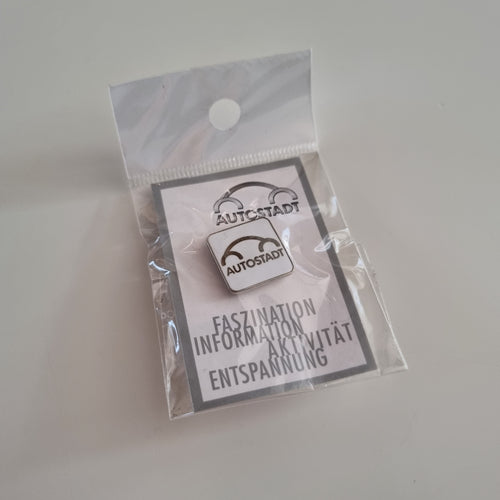 AUTOSTADT
AUTOSTADT
FASZINATION
INFORMATION
AKTIVITÄT
ENTSPANNUNG